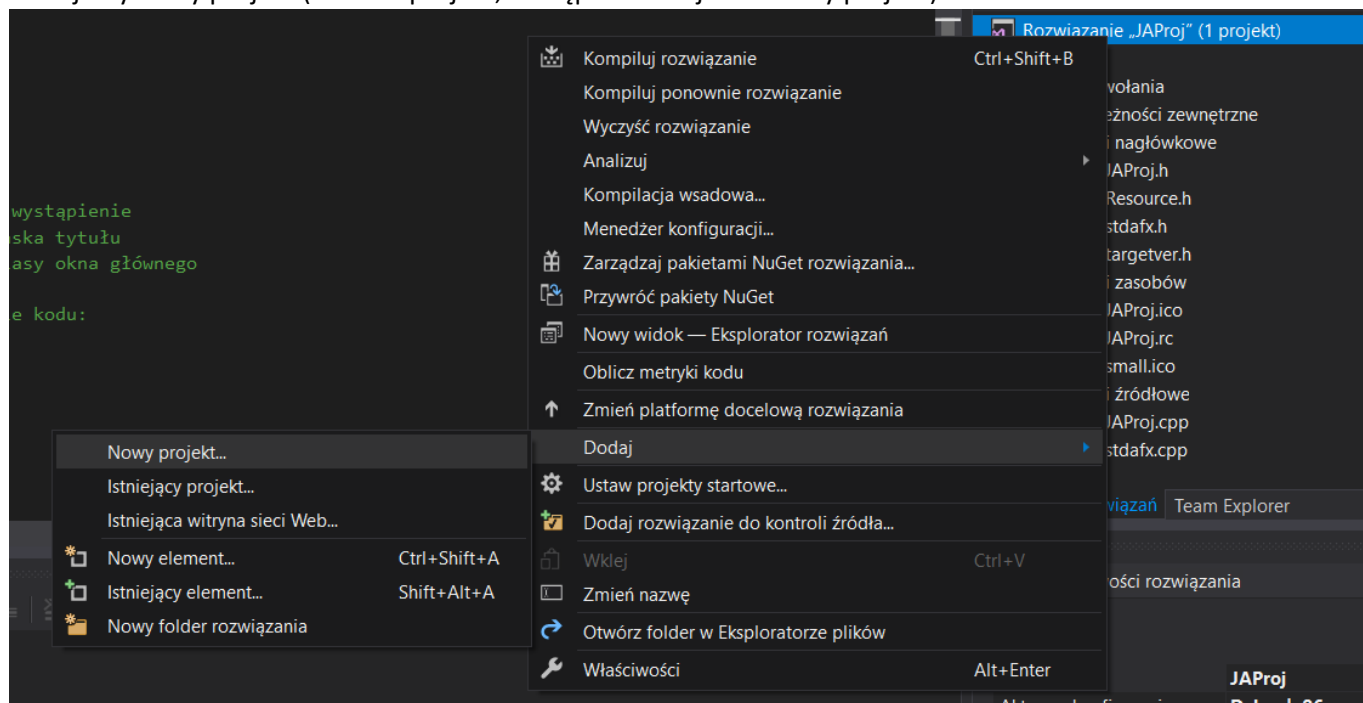 Rozwiązanie „JAProj” (1 projekt)
Kompiluj rozwiązanie Ctrl+Shift+B
Kompiluj ponownie rozwiązanie
Wyczyść rozwiązanie
Analizuj
Kompilacja wsadowa...
Menedżer konfiguracji...
Zarządzaj pakietami NuGet rozwiązania...
Przywróć pakiety NuGet
Nowy widok — Eksplorator rozwiązań
Oblicz metryki kodu
Zmień platformę docelową rozwiązania
Dodaj
Ustaw projekty startowe...
Dodaj rozwiązanie do kontroli źródła...
Wklej Ctrl+V
Zmień nazwę
Otwórz folder w Eksploratorze plików
Właściwości Alt+Enter
Nowy projekt...
Istniejący projekt...
Istniejąca witryna sieci Web...
Nowy element... Ctrl+Shift+A
Istniejący element... Shift+Alt+A
Nowy folder rozwiązania
wystąpienie
ska tytułu
asy okna głównego
e kodu:
wołania
eżności zewnętrzne
i nagłówkowe
JAProj.h
Resource.h
stdafx.h
targetver.h
i zasobów
JAProj.ico
JAProj.rc
small.ico
i źródłowe
JAProj.cpp
stdafx.cpp
wiązań Team Explorer
ości rozwiązania
JAProj